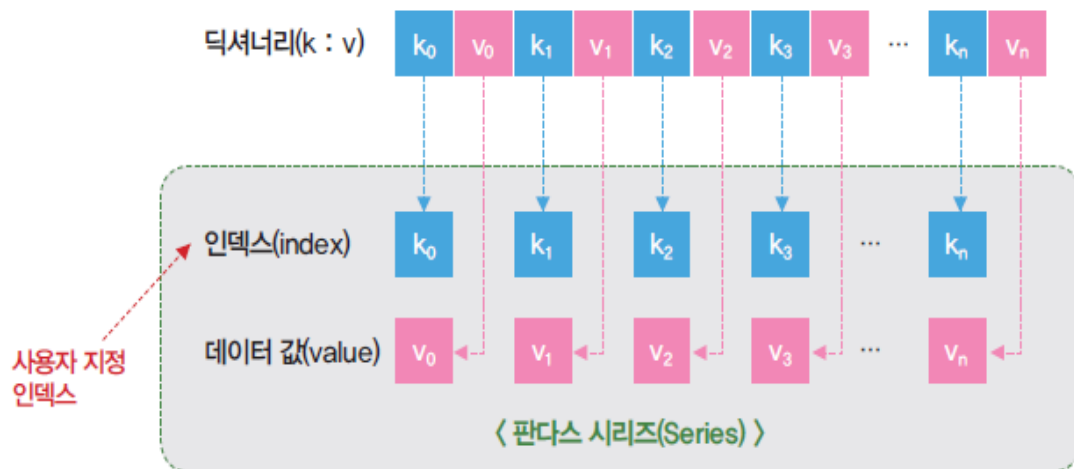 딕셔너리(k : v) k₀ v₀ k₁ v₁ k₂ v₂ k₃ v₃ ··· kₙ vₙ
인덱스(index) k₀ k₁ k₂ k₃ ··· kₙ
데이터 값(value) v₀ v₁ v₂ v₃ ··· vₙ
사용자 지정
인덱스
< 판다스 시리즈(Series) >